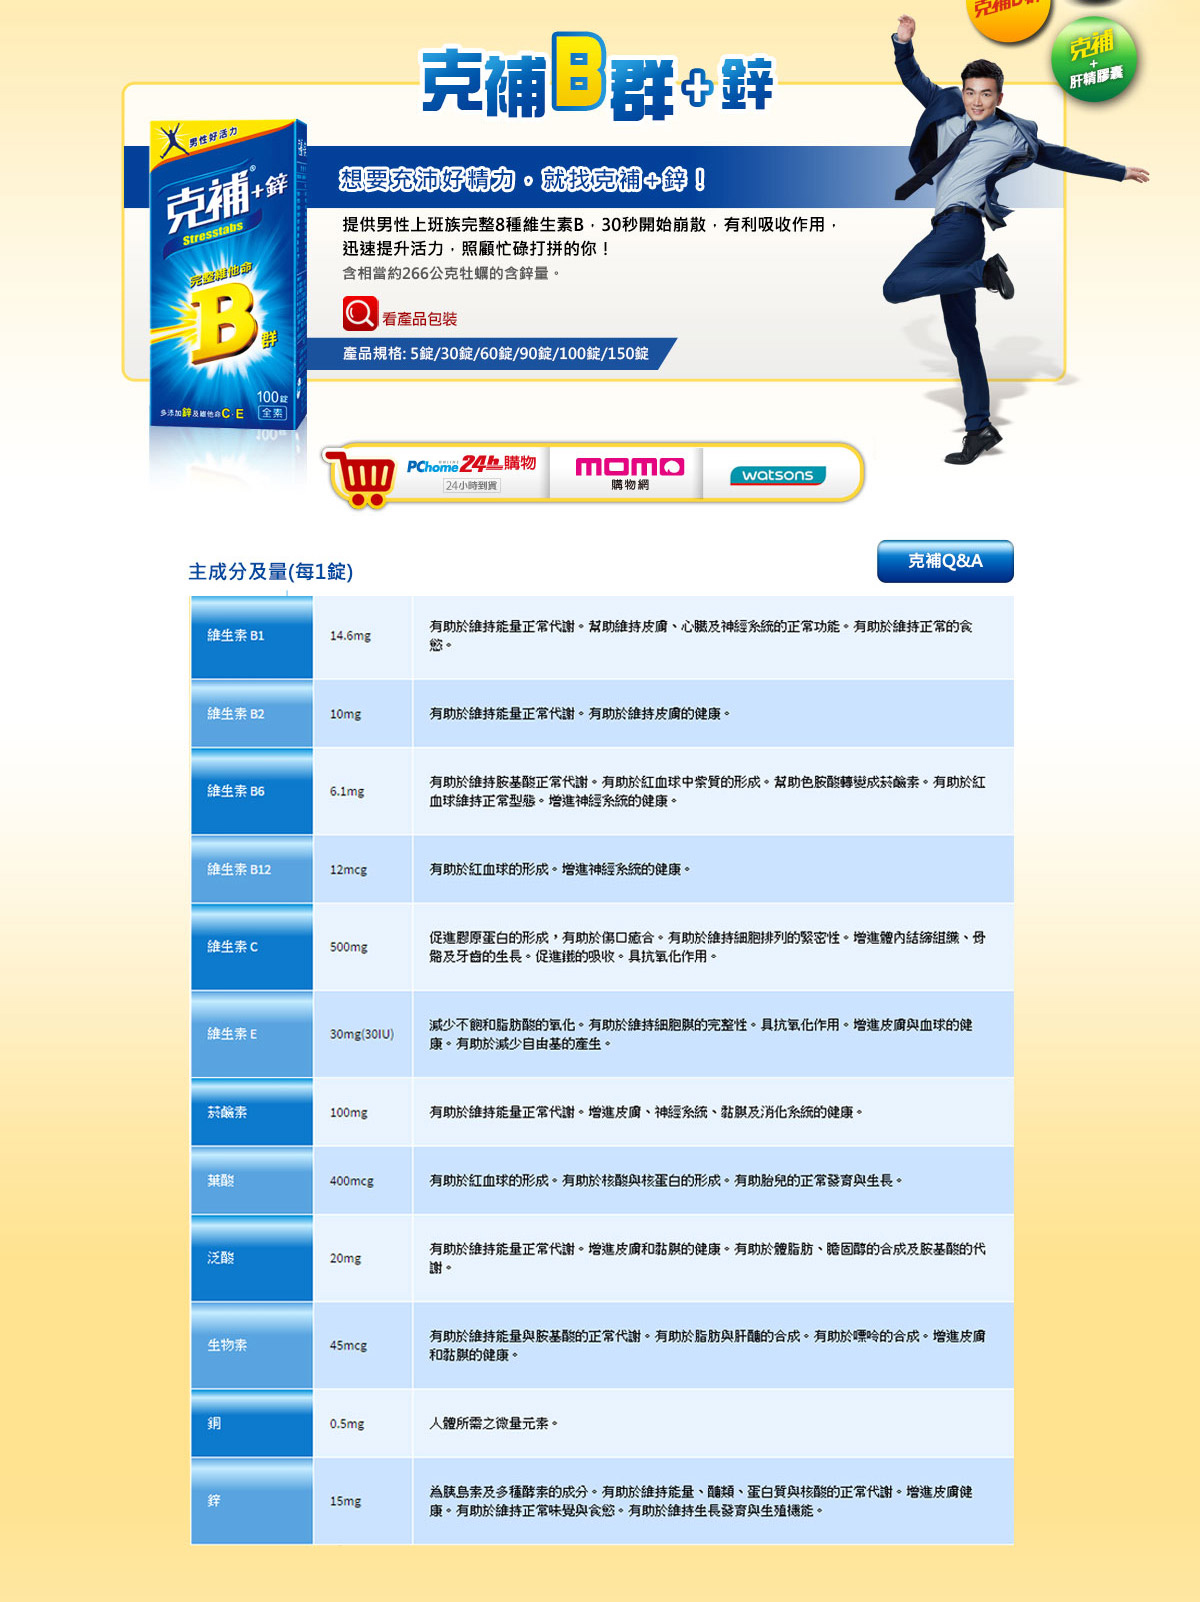 克補B群
克補
+
肝精膠囊
克補B群+鋅
男性好活力
克補®+鋅
Stresstabs
完整維他命
B
群
100錠
多添加鋅及維他命C·E
全素
想要充沛好精力。就找克補+鋅！
提供男性上班族完整8種維生素B，30秒開始崩散，有利吸收作用，
迅速提升活力，照顧忙碌打拼的你！
含相當約266公克牡蠣的含鋅量。
看產品包裝
產品規格: 5錠/30錠/60錠/90錠/100錠/150錠
PChome ONLINE 24h 購物
24小時到貨
momo
購物網
watsons
克補Q&A
主成分及量(每1錠)
維生素 B1
14.6mg
有助於維持能量正常代謝。幫助維持皮膚、心臟及神經系統的正常功能。有助於維持正常的食
慾。
維生素 B2
10mg
有助於維持能量正常代謝。有助於維持皮膚的健康。
維生素 B6
6.1mg
有助於維持胺基酸正常代謝。有助於紅血球中紫質的形成。幫助色胺酸轉變成菸鹼素。有助於紅
血球維持正常型態。增進神經系統的健康。
維生素 B12
12mcg
有助於紅血球的形成。增進神經系統的健康。
維生素 C
500mg
促進膠原蛋白的形成，有助於傷口癒合。有助於維持細胞排列的緊密性。增進體內結締組織、骨
骼及牙齒的生長。促進鐵的吸收。具抗氧化作用。
維生素 E
30mg(30IU)
減少不飽和脂肪酸的氧化。有助於維持細胞膜的完整性。具抗氧化作用。增進皮膚與血球的健
康。有助於減少自由基的產生。
菸鹼素
100mg
有助於維持能量正常代謝。增進皮膚、神經系統、黏膜及消化系統的健康。
葉酸
400mcg
有助於紅血球的形成。有助於核酸與核蛋白的形成。有助胎兒的正常發育與生長。
泛酸
20mg
有助於維持能量正常代謝。增進皮膚和黏膜的健康。有助於體脂肪、膽固醇的合成及胺基酸的代
謝。
生物素
45mcg
有助於維持能量與胺基酸的正常代謝。有助於脂肪與肝醣的合成。有助於嘌呤的合成。增進皮膚
和黏膜的健康。
銅
0.5mg
人體所需之微量元素。
鋅
15mg
為胰島素及多種酵素的成分。有助於維持能量、醣類、蛋白質與核酸的正常代謝。增進皮膚健
康。有助於維持正常味覺與食慾。有助於維持生長發育與生殖機能。